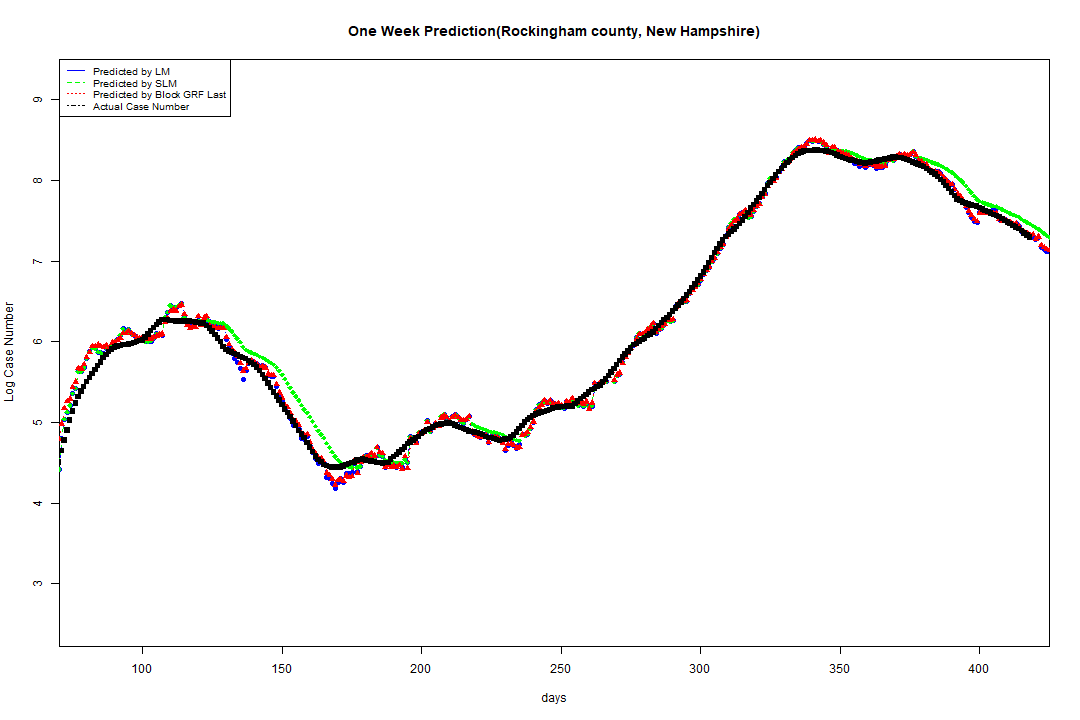 One Week Prediction(Rockingham county, New Hampshire)
Predicted by LM
Predicted by SLM
Predicted by Block GRF Last
Actual Case Number
9
8
7
6
5
4
3
Log Case Number
100 150 200 250 300 350 400
days